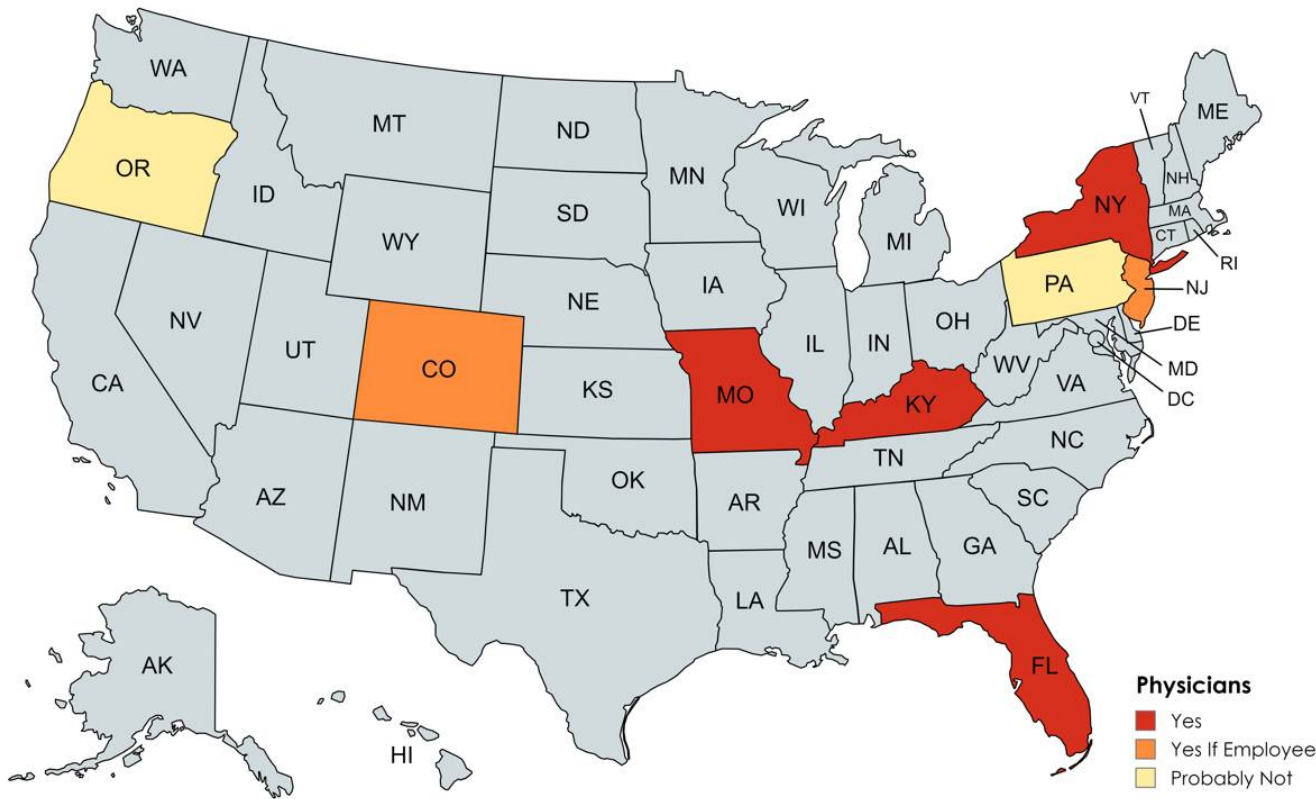 WA
OR
MT
ID
ND
MN
SD
WY
WI
MI
VT
ME
NH
NY
MA
CT
RI
NV
UT
CA
NE
IA
CO
KS
MO
IL
IN
OH
PA
NJ
DE
MD
DC
WV
VA
KY
NC
TN
AZ
NM
OK
AR
SC
MS
AL
GA
TX
LA
FL
AK
HI
Physicians
Yes
Yes If Employee
Probably Not